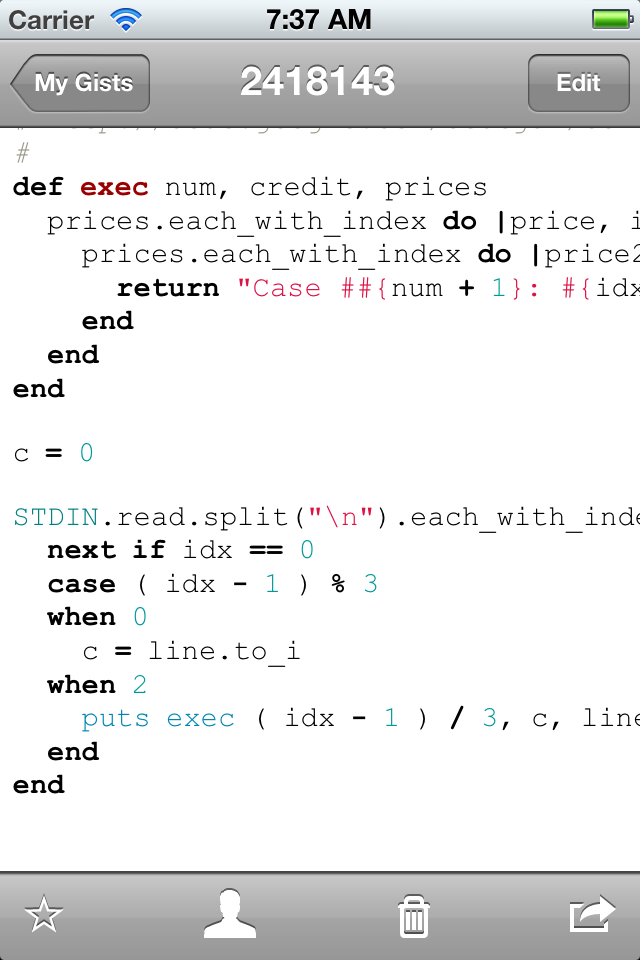 Carrier 7:37 AM
My Gists 2418143 Edit
#
def exec num, credit, prices
  prices.each_with_index do |price, i
    prices.each_with_index do |price2
      return "Case ##{num + 1}: #{idx
    end
  end
end
c = 0
STDIN.read.split("\n").each_with_inde
  next if idx == 0
  case ( idx - 1 ) % 3
  when 0
    c = line.to_i
  when 2
    puts exec ( idx - 1 ) / 3, c, line
  end
end